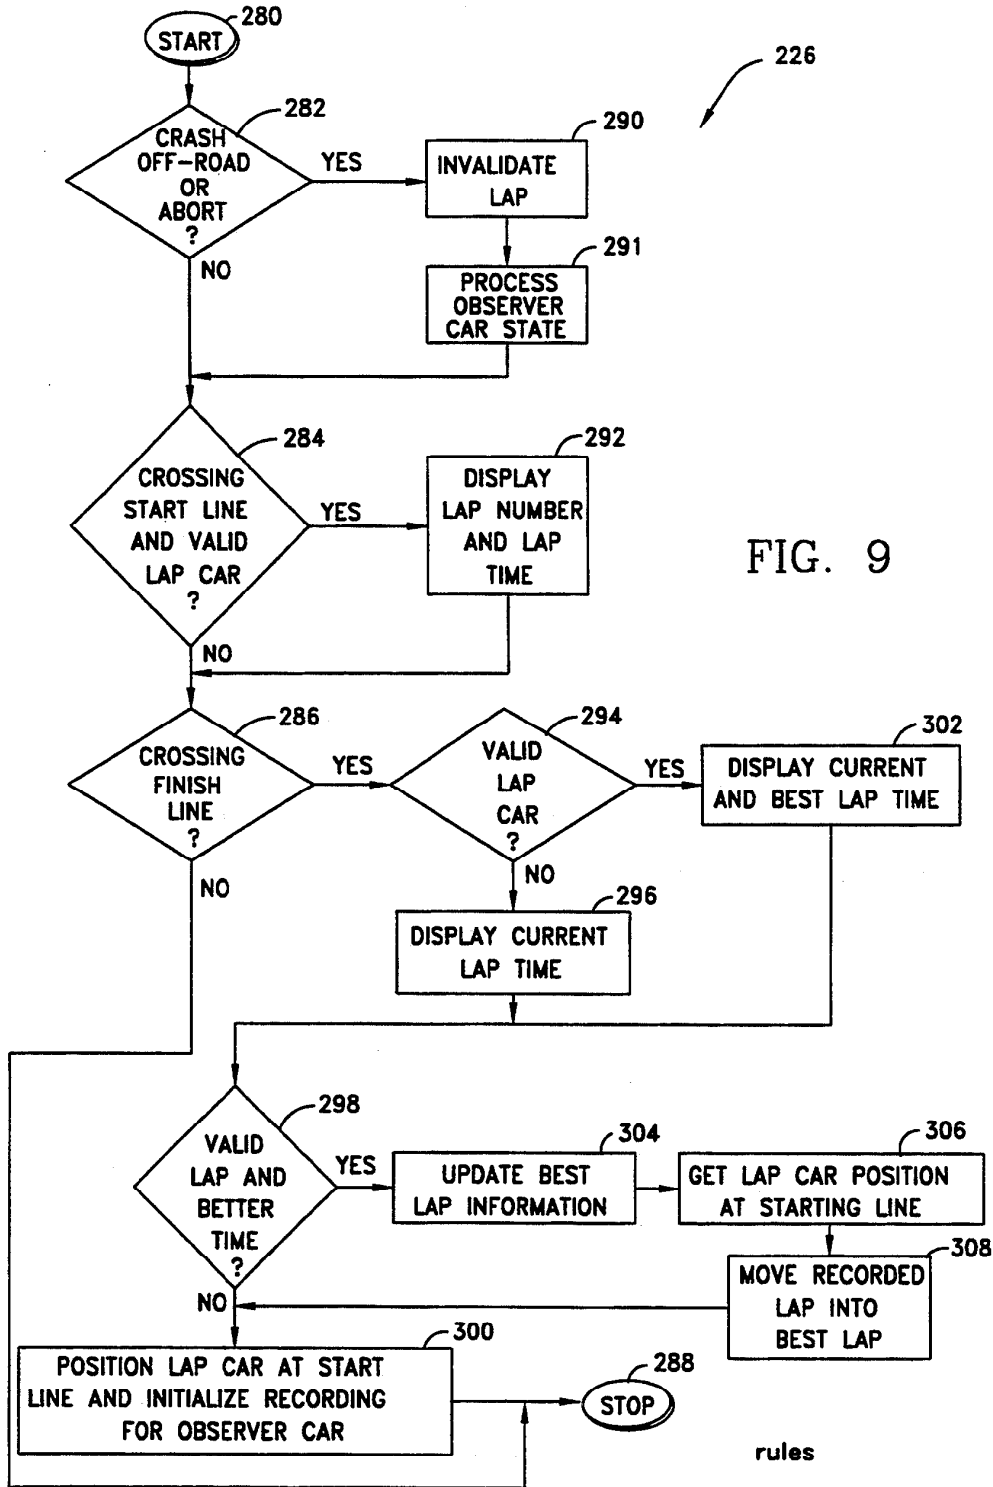 START
280
226
282
CRASH
OFF-ROAD
OR
ABORT
?
YES
290
INVALIDATE
LAP
NO
291
PROCESS
OBSERVER
CAR STATE
284
CROSSING
START LINE
AND VALID
LAP CAR
?
YES
292
DISPLAY
LAP NUMBER
AND LAP
TIME
FIG. 9
NO
286
CROSSING
FINISH
LINE
?
YES
294
VALID
LAP
CAR
?
YES
302
DISPLAY CURRENT
AND BEST LAP TIME
NO
NO
296
DISPLAY CURRENT
LAP TIME
298
VALID
LAP AND
BETTER
TIME
?
YES
304
UPDATE BEST
LAP INFORMATION
306
GET LAP CAR POSITION
AT STARTING LINE
308
MOVE RECORDED
LAP INTO
BEST LAP
NO
300
POSITION LAP CAR AT START
LINE AND INITIALIZE RECORDING
FOR OBSERVER CAR
288
STOP
rules